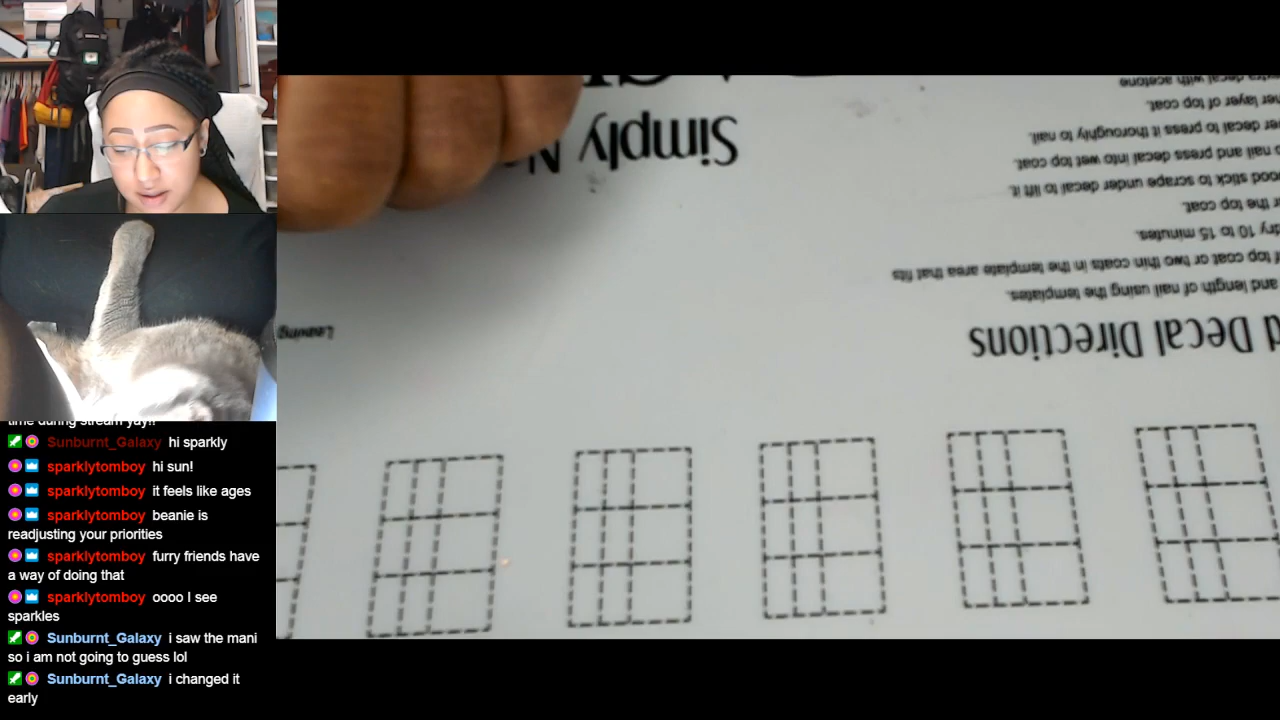 time during stream yay!!
Sunburnt_Galaxy hi sparkly
sparklytomboy hi sun!
sparklytomboy it feels like ages
sparklytomboy beanie is
readjusting your priorities
sparklytomboy furry friends have
a way of doing that
sparklytomboy oooo I see
sparkles
Sunburnt_Galaxy i saw the mani
so i am not going to guess lol
Sunburnt_Galaxy i changed it
early
Decal Directions
and length of nail using the templates.
top coat or two thin coats in the template area that fits
dry 10 to 15 minutes.
the top coat.
stick to scrape under decal to lift it.
nail and press decal into wet top coat.
decal to press it thoroughly to nail.
layer of top coat.
decal with acetone
Leaving
Simply